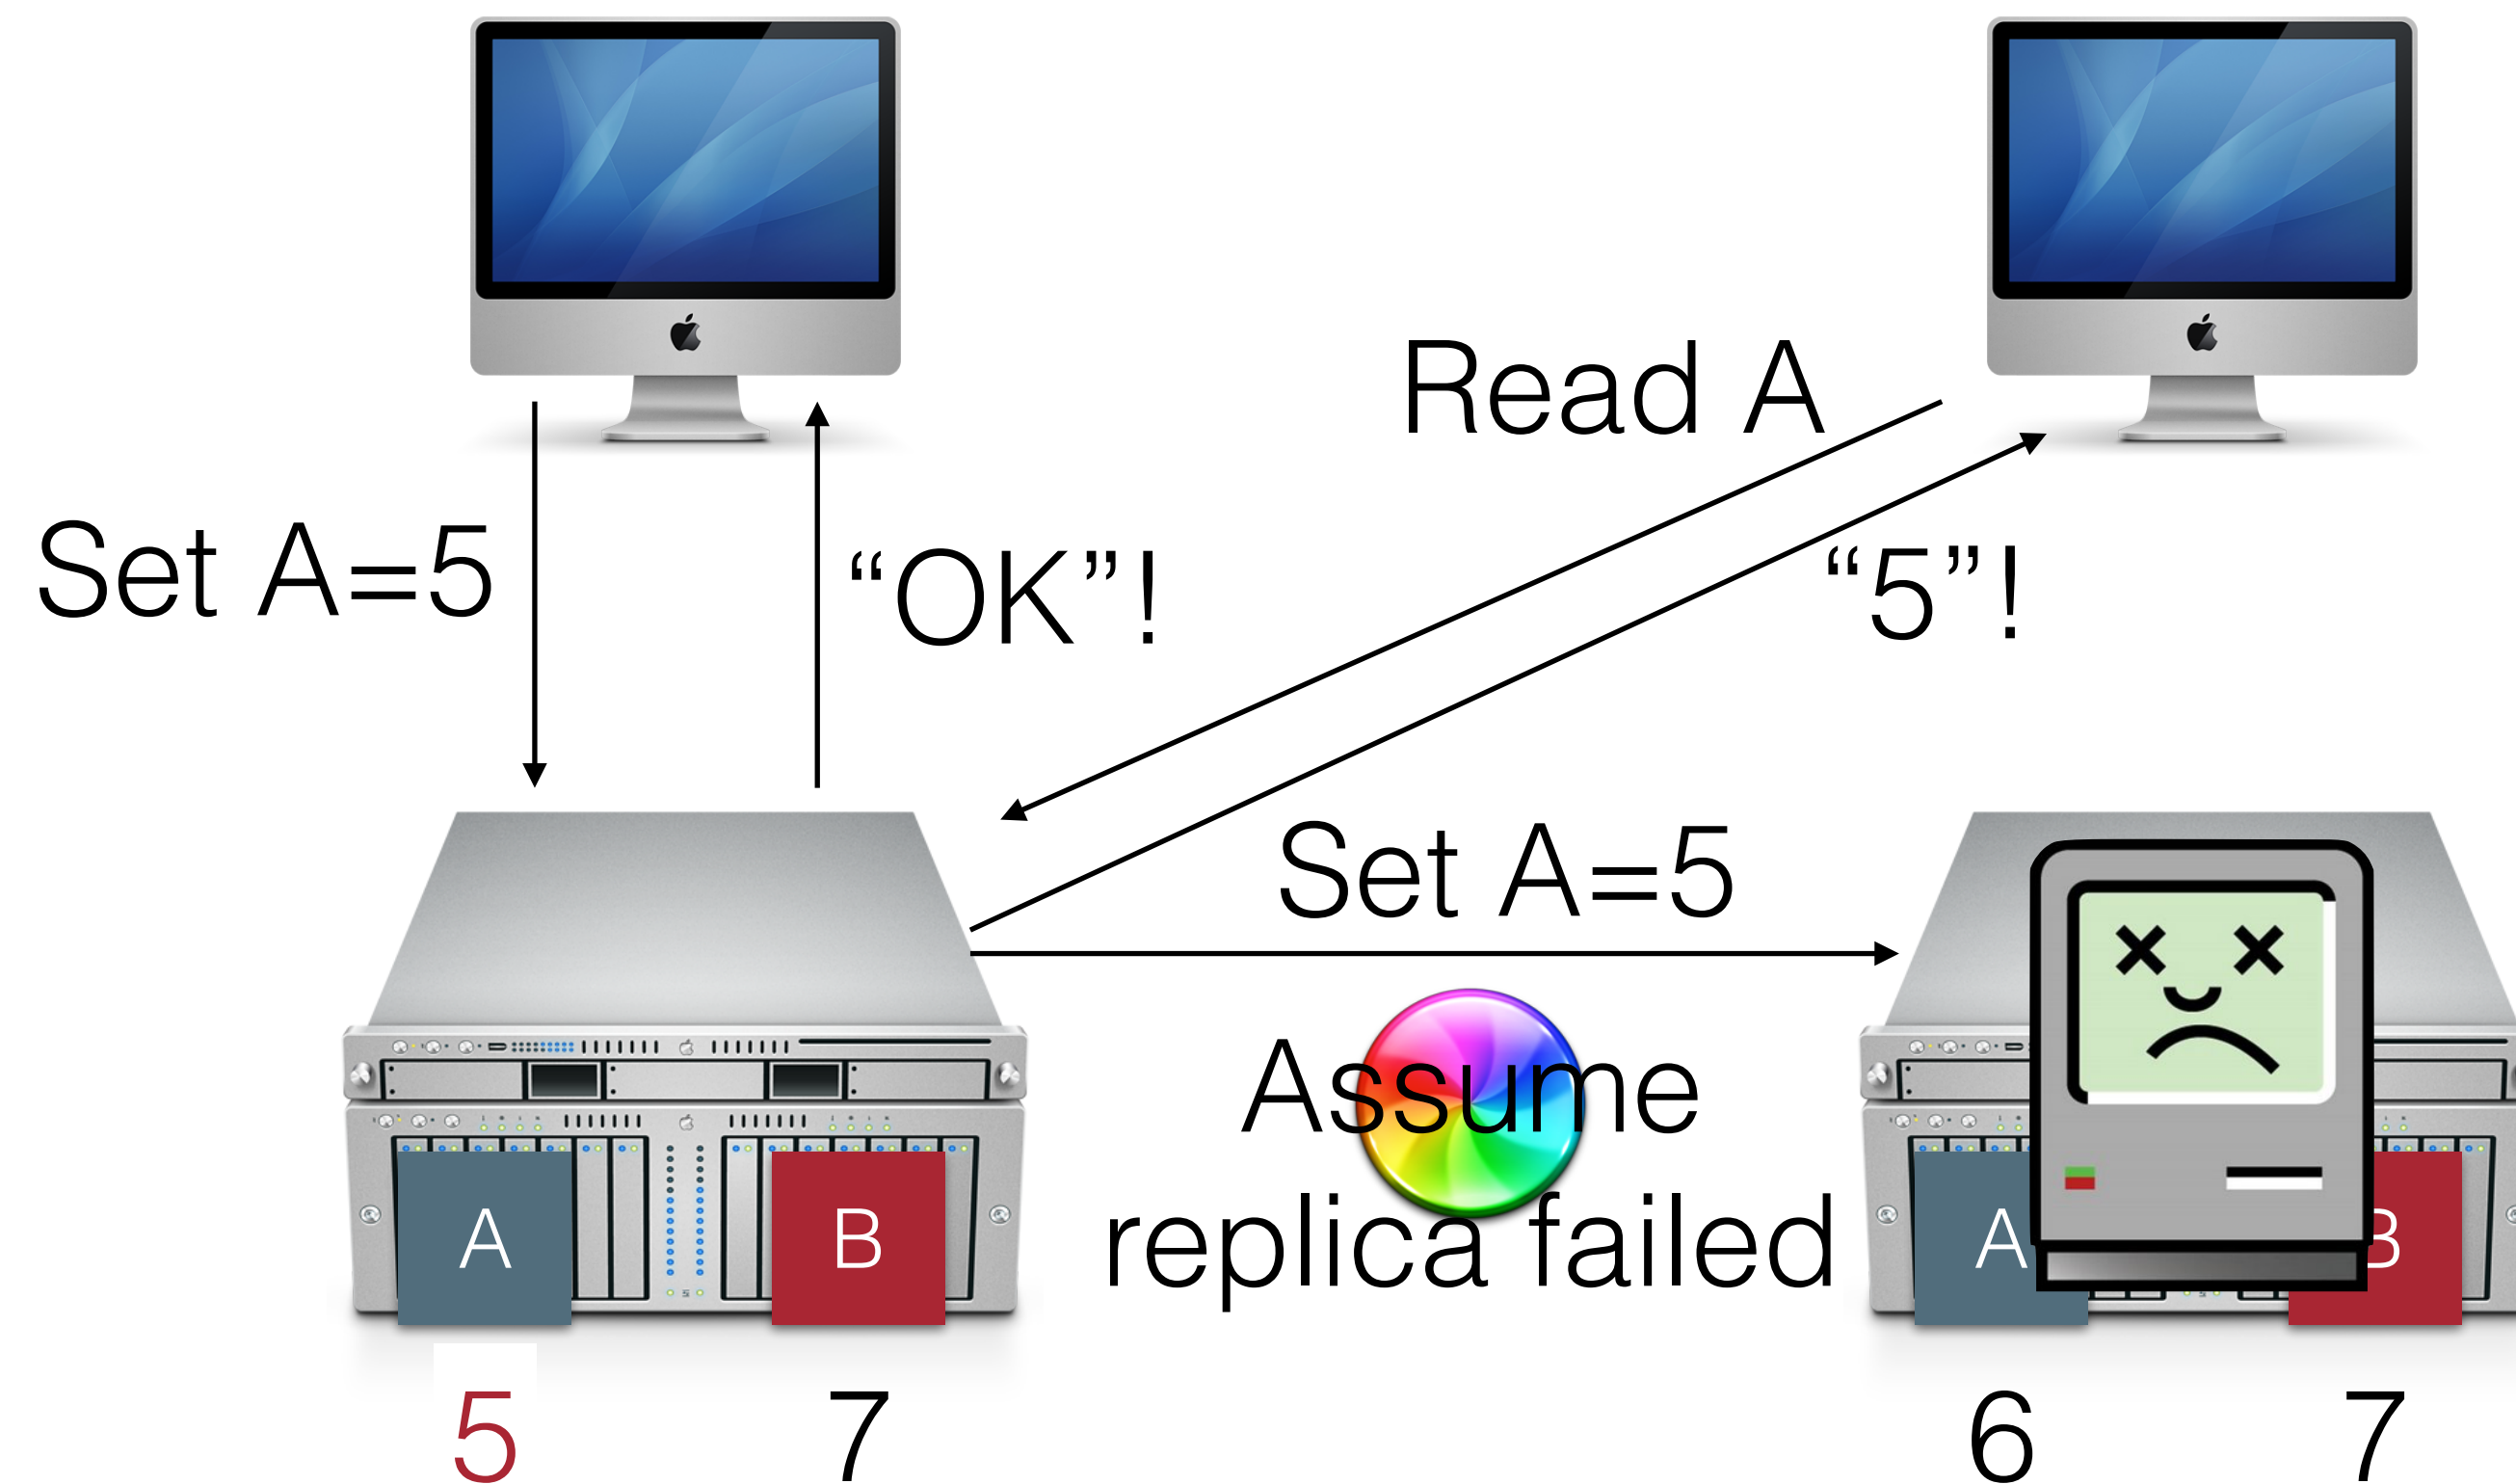 Read A
Set A=5
“OK”!
“5”!
Set A=5
Assume
replica failed
A
B
A
B
5
7
6
7